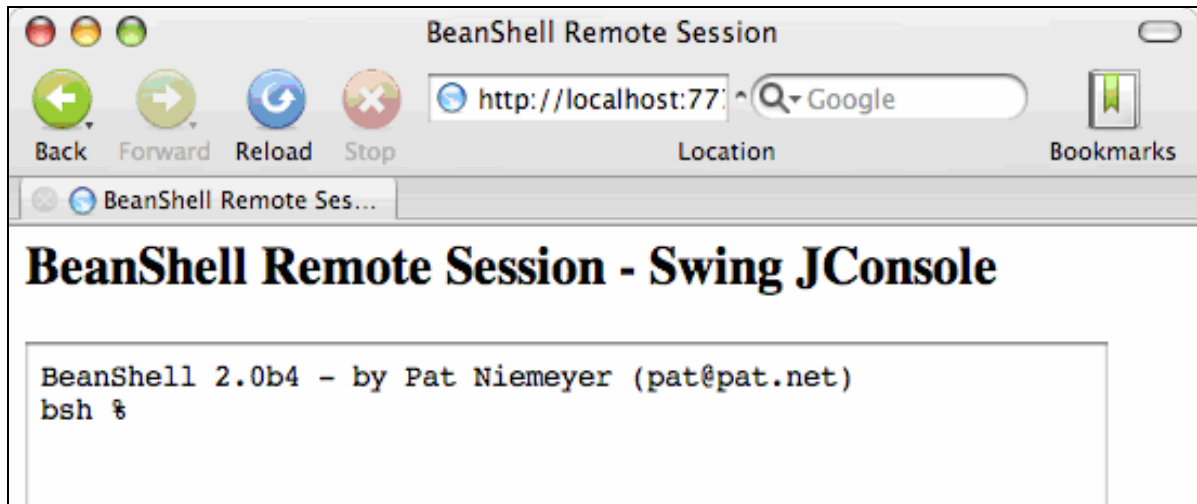 BeanShell Remote Session
http://localhost:77
Google
Back Forward Reload Stop Location Bookmarks
BeanShell Remote Ses...
BeanShell Remote Session - Swing JConsole
BeanShell 2.0b4 – by Pat Niemeyer (pat@pat.net)
bsh %